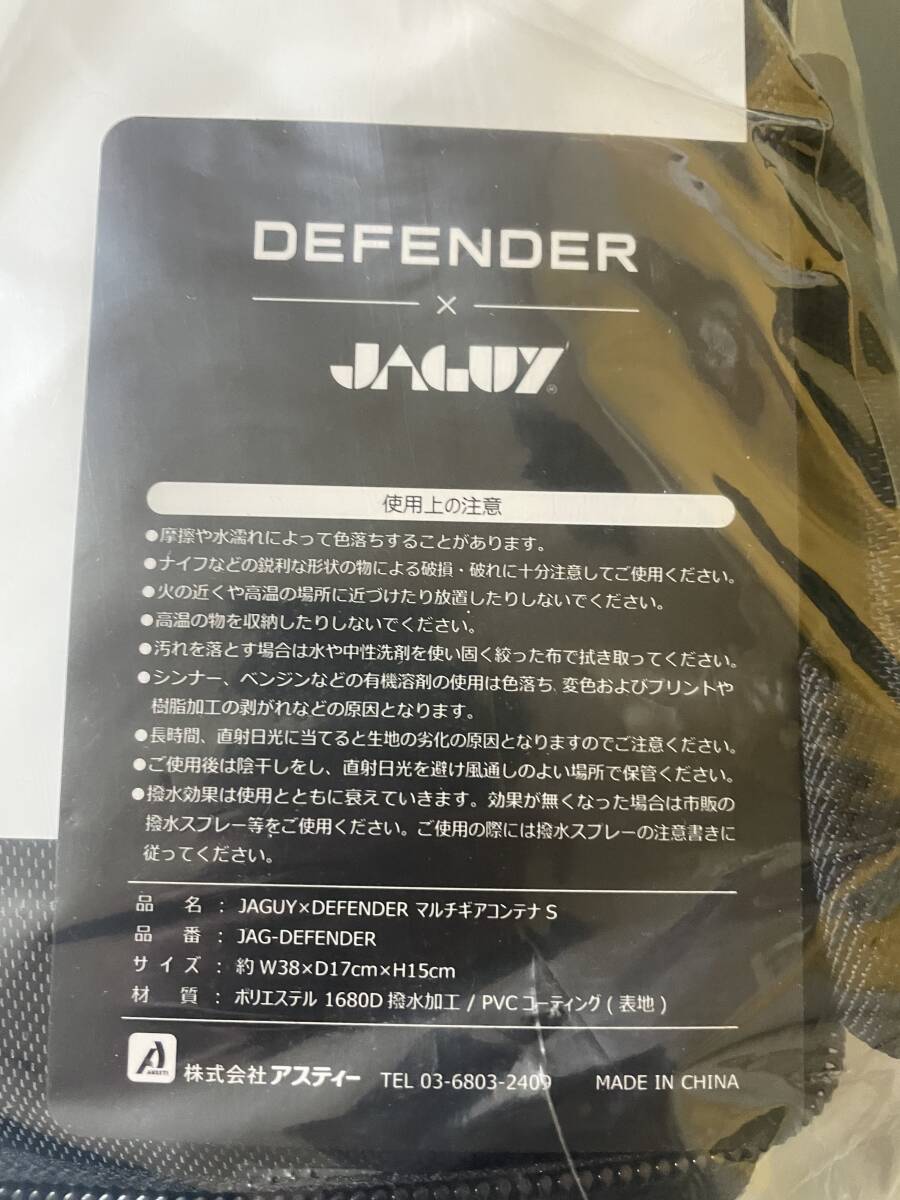 DEFENDER
×
JAGUY®
使用上の注意
●摩擦や水濡れによって色落ちすることがあります。
●ナイフなどの鋭利な形状の物による破損・破れに十分注意してご使用ください。
●火の近くや高温の場所に近づけたり放置したりしないでください。
●高温の物を収納したりしないでください。
●汚れを落とす場合は水や中性洗剤を使い固く絞った布で拭き取ってください。
●シンナー、ベンジンなどの有機溶剤の使用は色落ち、変色およびプリントや
樹脂加工の剥がれなどの原因となります。
●長時間、直射日光に当てると生地の劣化の原因となりますのでご注意ください。
●ご使用後は陰干しをし、直射日光を避け風通しのよい場所で保管ください。
●撥水効果は使用とともに衰えていきます。効果が無くなった場合は市販の
撥水スプレー等をご使用ください。ご使用の際には撥水スプレーの注意書きに
従ってください。
品 名 : JAGUY×DEFENDER マルチギアコンテナ S
品 番 : JAG-DEFENDER
サイズ : 約 W38×D17cm×H15cm
材 質 : ポリエステル 1680D 撥水加工 / PVC コーティング ( 表地 )
株式会社 アスティー TEL 03-6803-2409 MADE IN CHINA